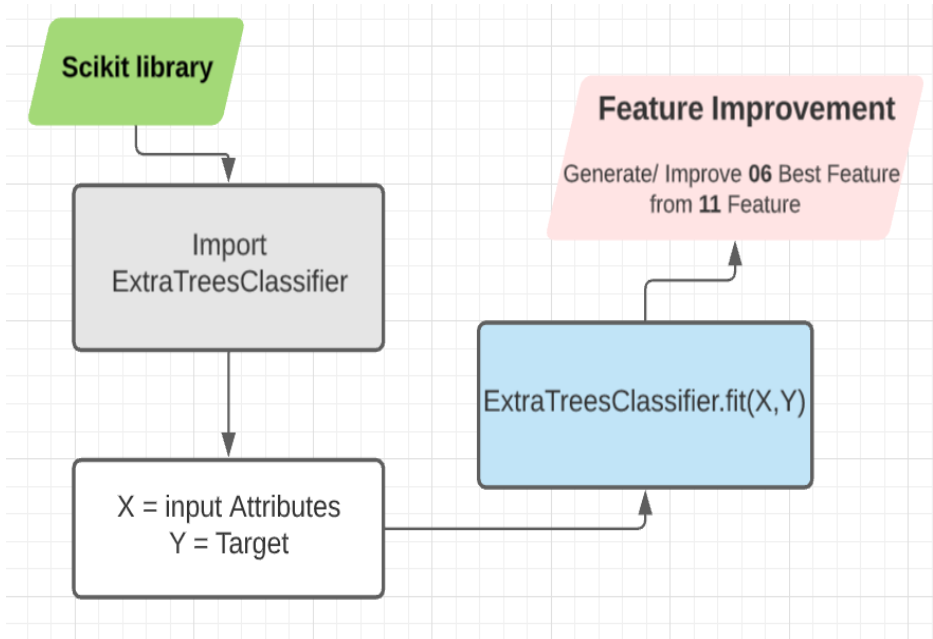 Scikit library
Import
ExtraTreesClassifier
X = input Attributes
Y = Target
ExtraTreesClassifier.fit(X,Y)
Feature Improvement
Generate/ Improve 06 Best Feature
from 11 Feature